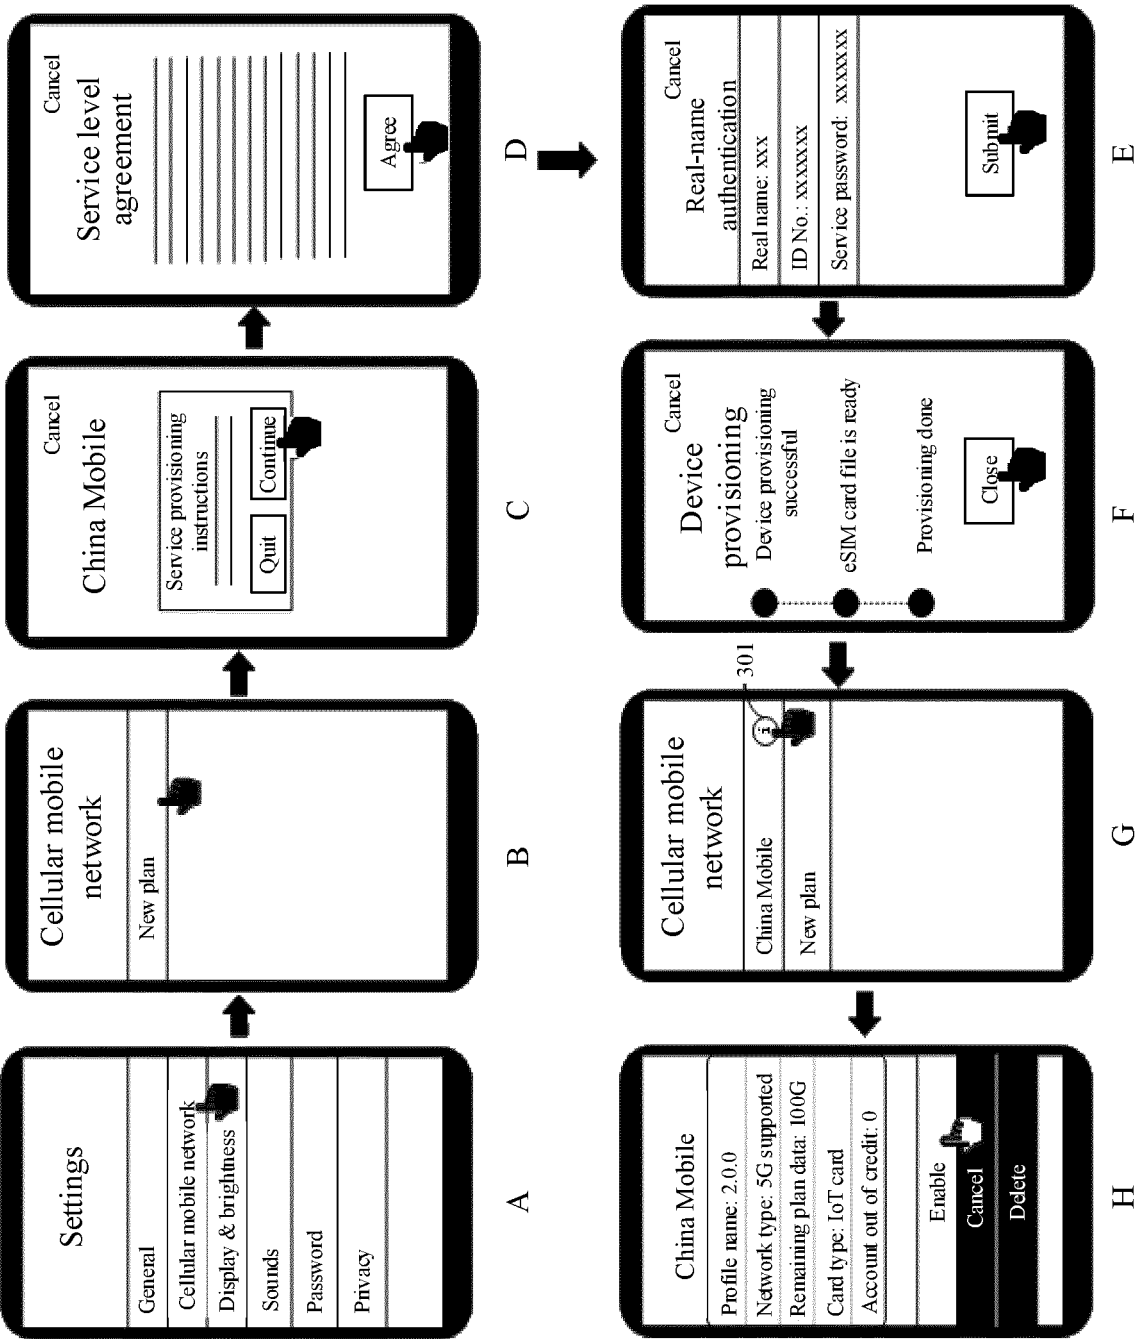 Settings
General
Cellular mobile network
Display & brightness
Sounds
Password
Privacy
A
Cellular mobile
network
New plan
B
Cancel
China Mobile
Service provisioning
instructions
Quit
Continue
C
Cancel
Service level
agreement
Agree
D
Cancel
Real-name
authentication
Real name: xxx
ID No.: xxxxxxx
Service password: xxxxxxx
Submit
E
Cancel
Device
provisioning
Device provisioning
successful
eSIM card file is ready
Provisioning done
Close
F
Cellular mobile
network
China Mobile
i
301
New plan
G
China Mobile
Profile name: 2.0.0
Network type: 5G supported
Remaining plan data: 100G
Card type: IoT card
Account out of credit: 0
Enable
Cancel
Delete
H